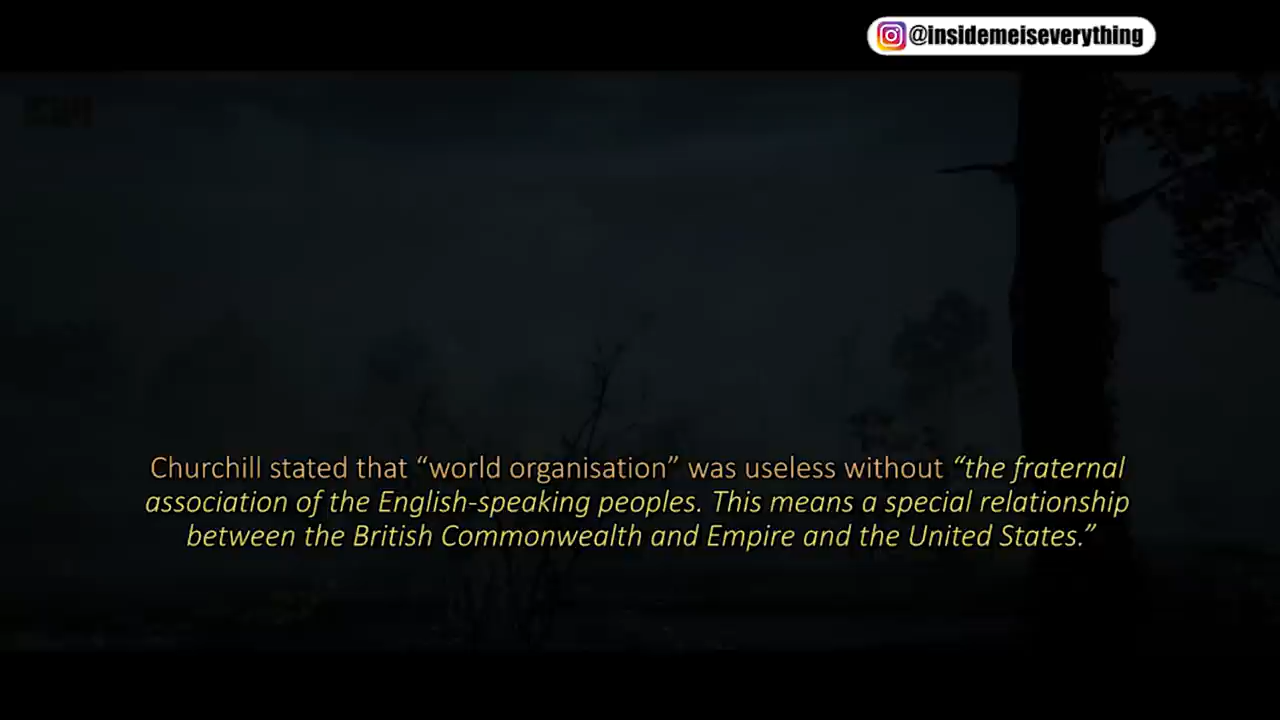 @insidemeiseverything
Churchill stated that “world organisation” was useless without “the fraternal
association of the English-speaking peoples. This means a special relationship
between the British Commonwealth and Empire and the United States.”